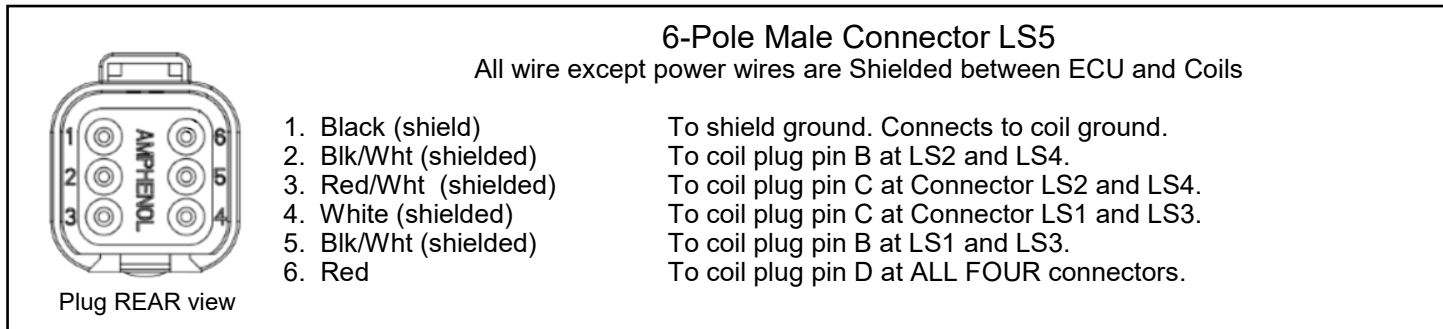 6-Pole Male Connector LS5
All wire except power wires are Shielded between ECU and Coils
1 AMPHENOL 6
2 5
3 4
Plug REAR view
1. Black (shield) To shield ground. Connects to coil ground.
2. Blk/Wht (shielded) To coil plug pin B at LS2 and LS4.
3. Red/Wht (shielded) To coil plug pin C at Connector LS2 and LS4.
4. White (shielded) To coil plug pin C at Connector LS1 and LS3.
5. Blk/Wht (shielded) To coil plug pin B at LS1 and LS3.
6. Red To coil plug pin D at ALL FOUR connectors.